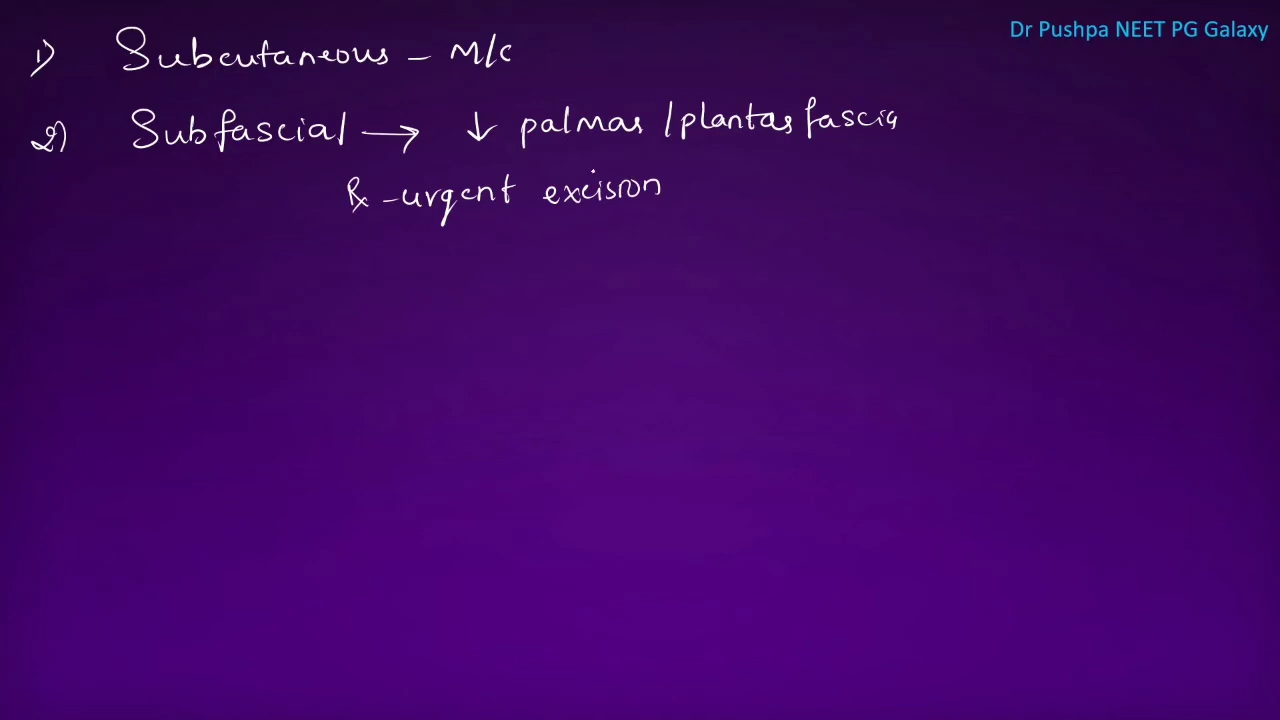 Dr Pushpa NEET PG Galaxy
1) Subcutaneous - M/C
2) Subfascial → ↓ palmar /plantar fascia
Rx - urgent excision